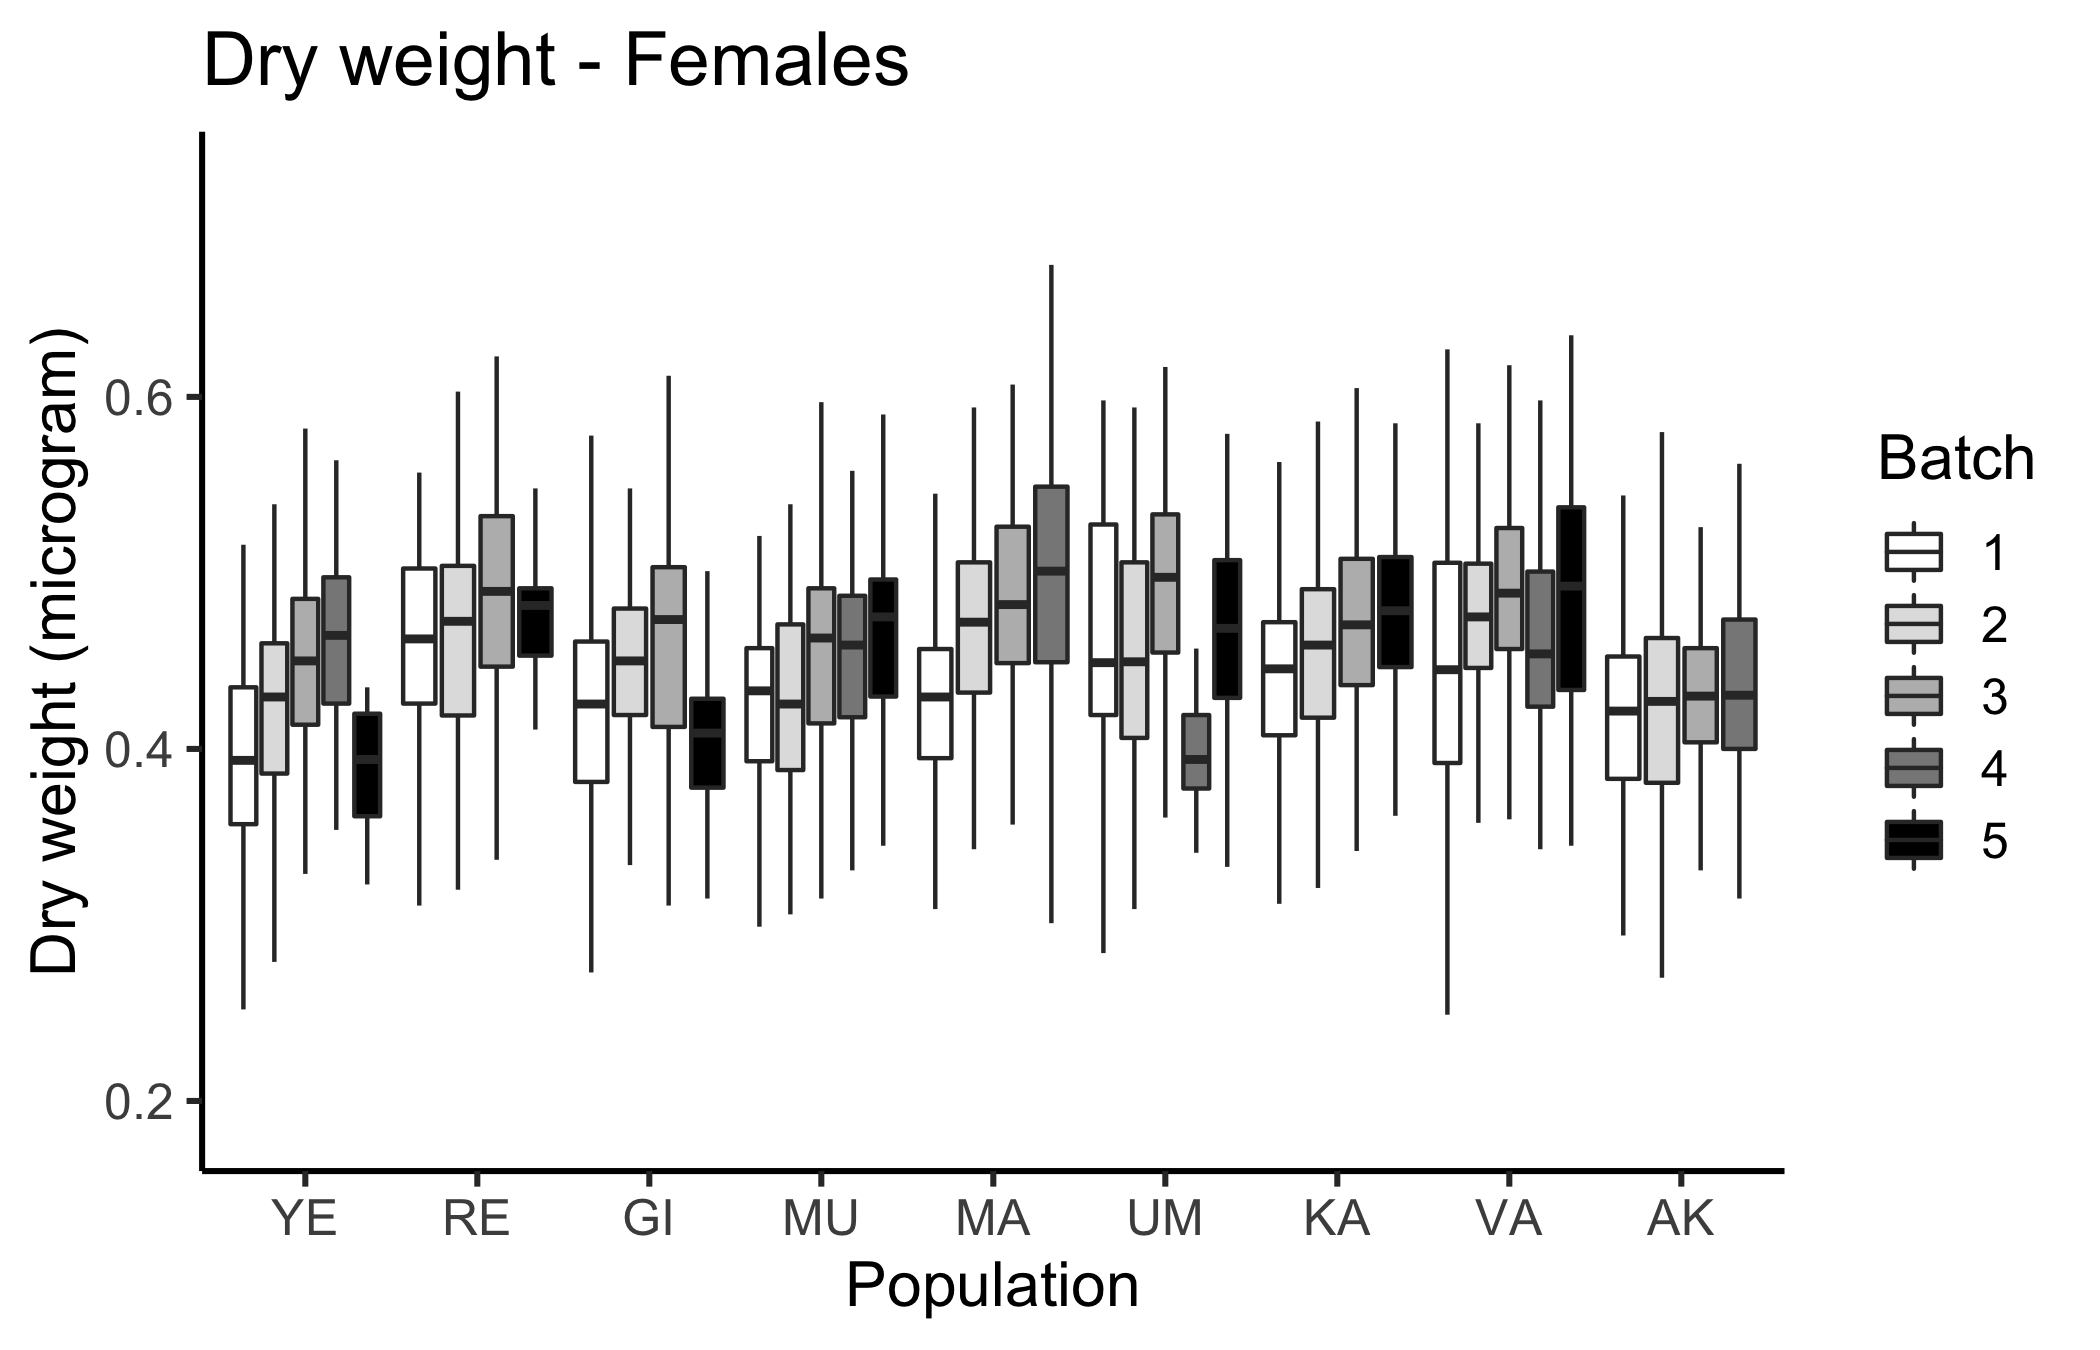 Dry weight - Females
Dry weight (microgram)
0.6
0.4
0.2
YE RE GI MU MA UM KA VA AK
Population
Batch
1
2
3
4
5